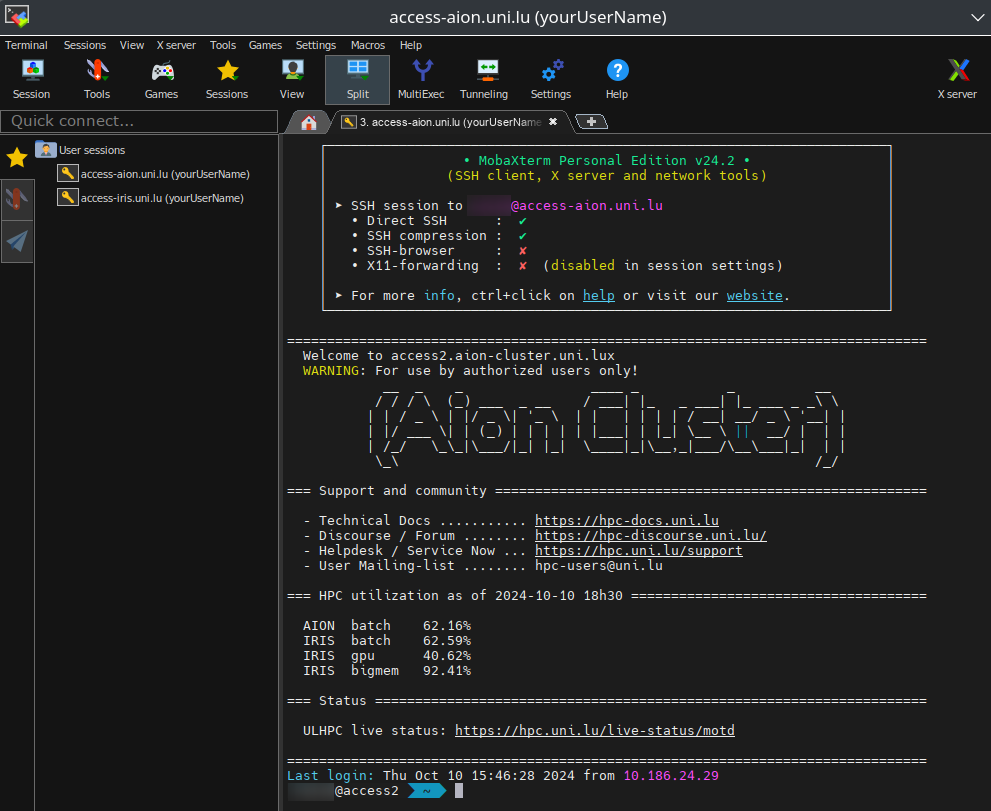 access-aion.uni.lu (yourUserName)
Terminal Sessions View X server Tools Games Settings Macros Help
Session Tools Games Sessions View Split MultiExec Tunneling Settings Help X server
Quick connect...
3. access-aion.uni.lu (yourUserName
User sessions
access-aion.uni.lu (yourUserName)
access-iris.uni.lu (yourUserName)
• MobaXterm Personal Edition v24.2 •
(SSH client, X server and network tools)
➤ SSH session to @access-aion.uni.lu
• Direct SSH : ✔
• SSH compression : ✔
• SSH-browser : ✘
• X11-forwarding : ✘ (disabled in session settings)
➤ For more info, ctrl+click on help or visit our website.
================================================================================
Welcome to access2.aion-cluster.uni.lux
WARNING: For use by authorized users only!
(Aion Cluster)
=== Support and community ======================================================
- Technical Docs ........... https://hpc-docs.uni.lu
- Discourse / Forum ........ https://hpc-discourse.uni.lu/
- Helpdesk / Service Now ... https://hpc.uni.lu/support
- User Mailing-list ........ hpc-users@uni.lu
=== HPC utilization as of 2024-10-10 18h30 =====================================
AION batch 62.16%
IRIS batch 62.59%
IRIS gpu 40.62%
IRIS bigmem 92.41%
=== Status =====================================================================
ULHPC live status: https://hpc.uni.lu/live-status/motd
================================================================================
Last login: Thu Oct 10 15:46:28 2024 from 10.186.24.29
@access2 ~